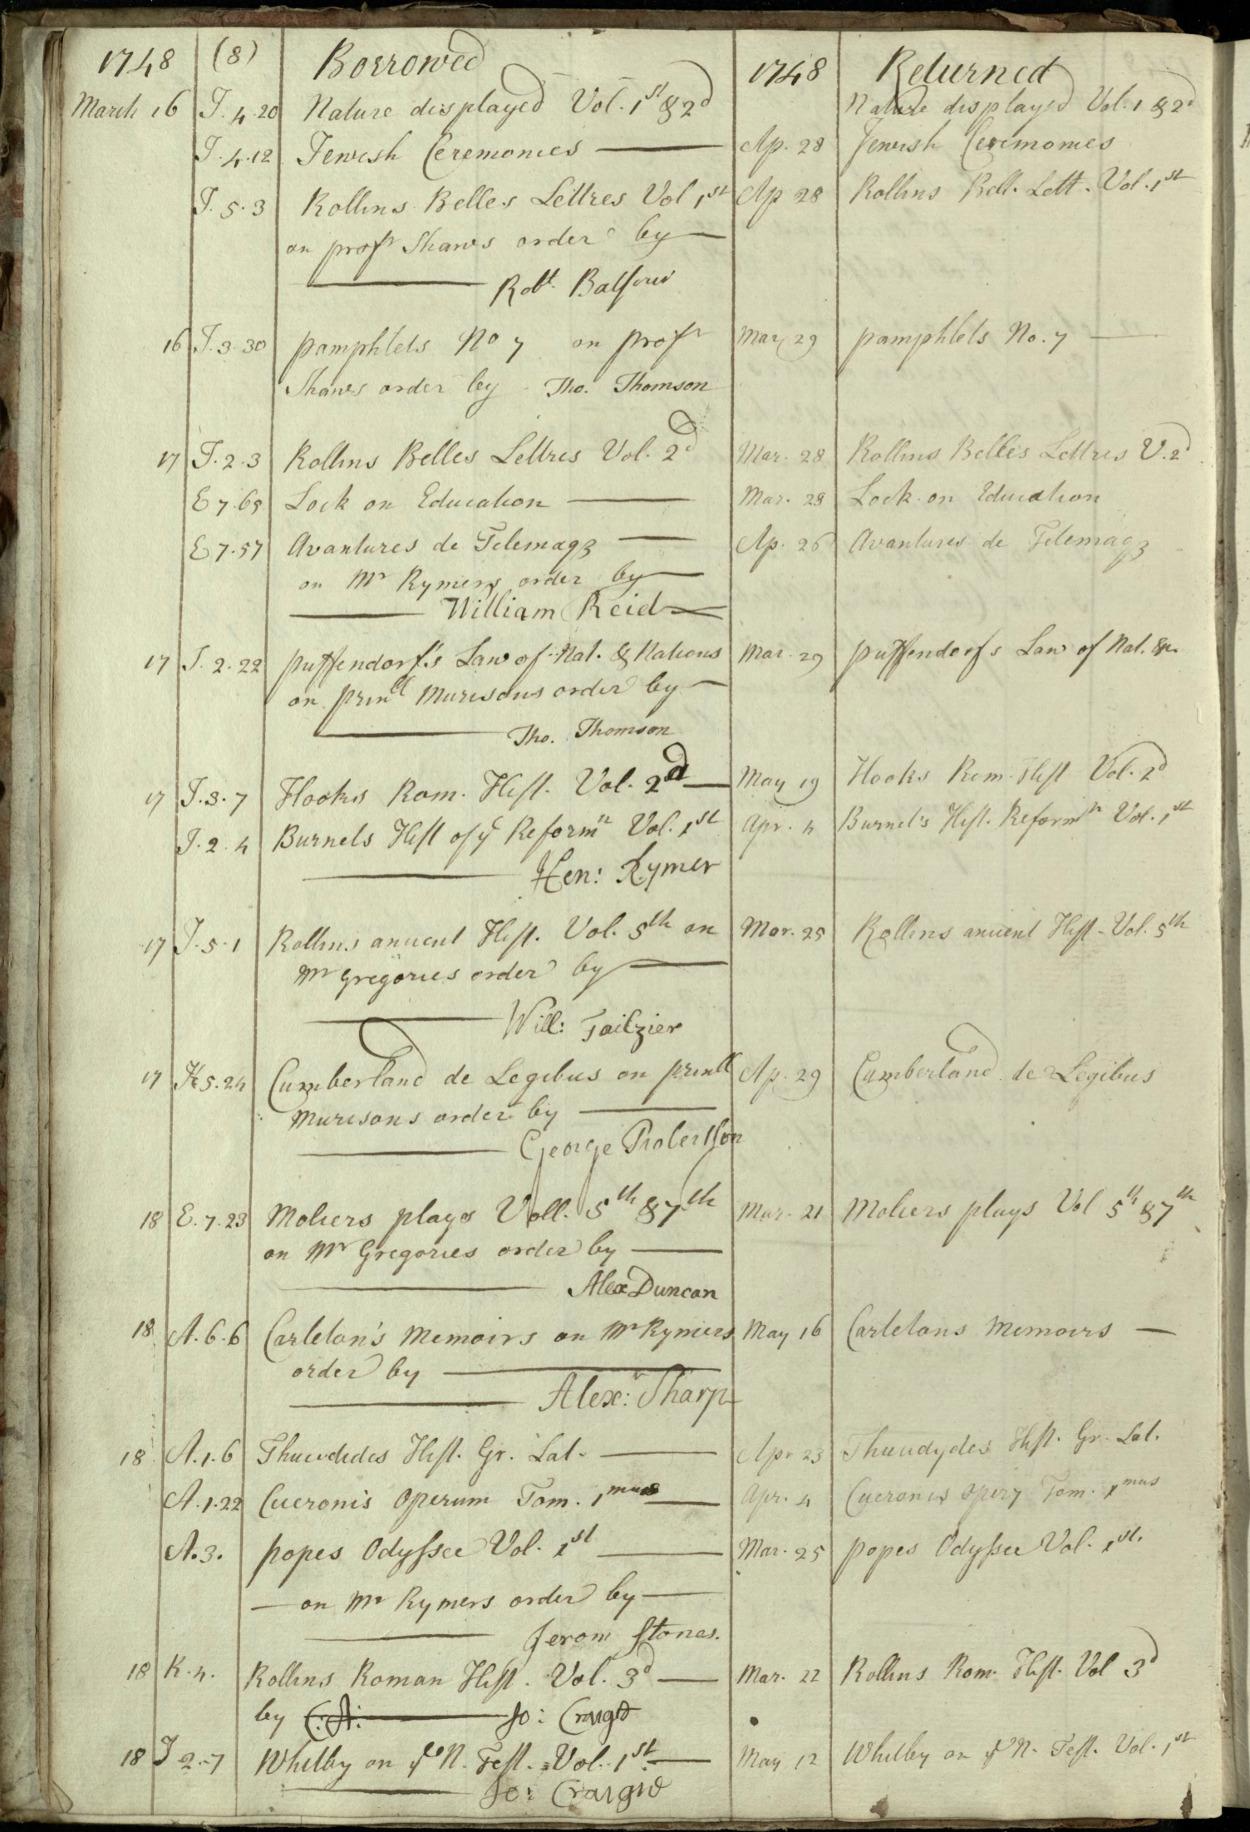 1748 (8) Borrowed 1748 Returned
March 16 J. 4. 20 Nature displayed Vol. 1st & 2d Nature displayed Vol. 1 & 2d
J. 4. 12 Jewish Ceremonies Ap. 28 Jewish Ceremonies
J. 5. 3 Rollins Belles Lettres Vol 1st Ap 28 Rollins Bell. Lett. Vol. 1st
on profr Shaws order by
Robt. Balfour
16 J. 3. 30 pamphlets No 7 on profr Mar 29 pamphlets No. 7
Shaws order by Tho. Thomson
17 J. 2. 3 Rollins Belles Lettres Vol. 2d Mar. 28 Rollins Belles Lettres V. 2d
E 7. 65 Lock on Education Mar. 28 Lock on Education
E 7. 57 Avantures de Telemaqz Ap. 26 Avantures de Telemaqz
on Mr Rymers order by
William Reid
17 J. 2. 22 puffendorf's Law of Nat. & Nations Mar. 29 puffendorfs Law of Nat. &c.
on prinll Murisons order by
Tho. Thomson
17 J. 3. 7 Hooks Rom. Hist. Vol. 2d May 19 Hooks Rom. Hist Vol. 2d
J. 2. 4 Burnets Hist of ye Reformn Vol. 1st Apr. 4 Burnet's Hist. Reformn Vol. 1st
Hen: Rymer
17 J. 5. 1 Rollins antient Hist. Vol. 5th on Mar. 25 Rollins antient Hist. Vol. 5th
Mr Gregories order by
Will: Tailzier
17 K 5. 24 Cumberland de Legibus on prinll Ap. 29 Cumberland de Legibus
Murisons order by
George Robertson
18 E. 7. 23 Moliers plays Voll. 5th & 7th Mar. 21 Moliers plays Vol 5th & 7th
on Mr Gregories order by
Alex Duncan
18 A. 6. 6 Carleton's Memoirs on Mr Rymers May 16 Carletons Memoirs
order by
Alexr: Sharp
18 A. 1. 6 Thucidides Hist. Gr. Lat. Apr 23 Thucidydes Hist. Gr. Lat.
A. 1. 22 Ciceronis Operum Tom. 1mus Apr. 4 Ciceronis Tom. 1mus
A. 3. popes Odyssee Vol. 1st Mar. 25 popes Odyssee Vol. 1st.
on Mr Rymers order by
Jerom Stones.
18 K. 4. Rollins Roman Hist. Vol. 3d Mar. 22 Rollins Rom. Hist. Vol 3d
by Jo: Craigie
18 J 2. 7 Whitby on ye N. Test. Vol. 1st May 12 Whitby on ye N. Test. Vol. 1st
Jo: Craigie